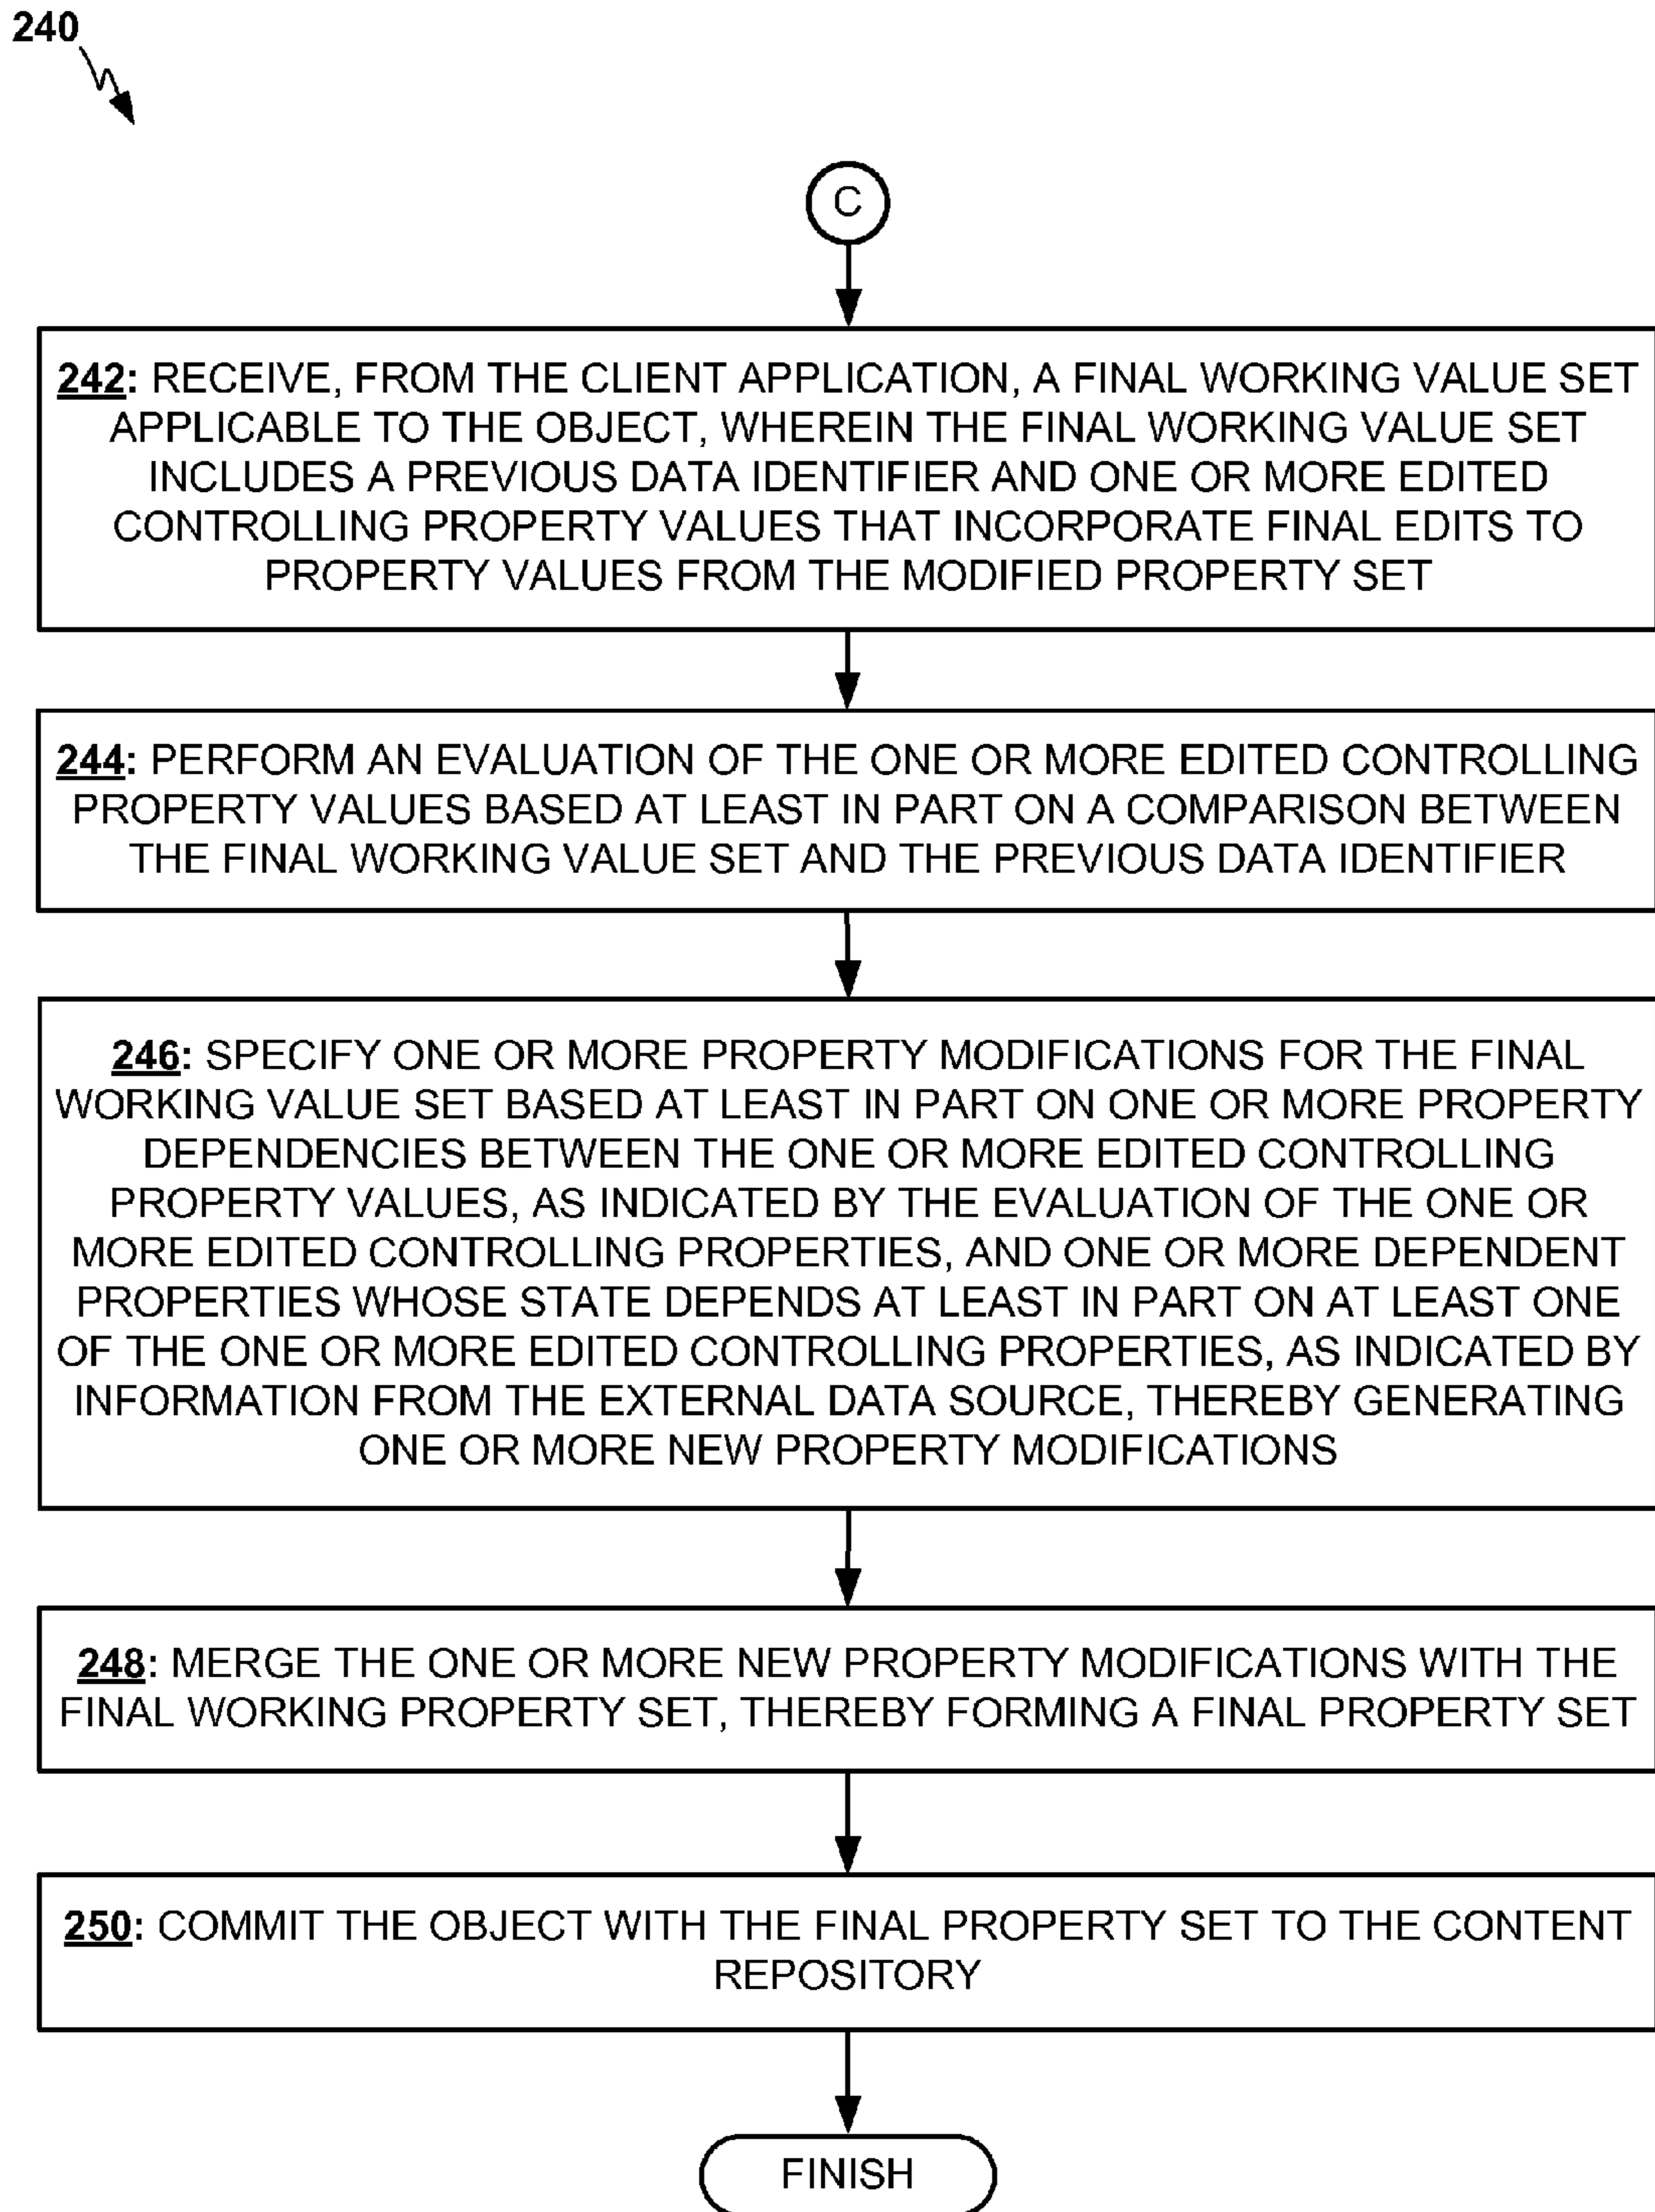 240
C
242: RECEIVE, FROM THE CLIENT APPLICATION, A FINAL WORKING VALUE SET
APPLICABLE TO THE OBJECT, WHEREIN THE FINAL WORKING VALUE SET
INCLUDES A PREVIOUS DATA IDENTIFIER AND ONE OR MORE EDITED
CONTROLLING PROPERTY VALUES THAT INCORPORATE FINAL EDITS TO
PROPERTY VALUES FROM THE MODIFIED PROPERTY SET
244: PERFORM AN EVALUATION OF THE ONE OR MORE EDITED CONTROLLING
PROPERTY VALUES BASED AT LEAST IN PART ON A COMPARISON BETWEEN
THE FINAL WORKING VALUE SET AND THE PREVIOUS DATA IDENTIFIER
246: SPECIFY ONE OR MORE PROPERTY MODIFICATIONS FOR THE FINAL
WORKING VALUE SET BASED AT LEAST IN PART ON ONE OR MORE PROPERTY
DEPENDENCIES BETWEEN THE ONE OR MORE EDITED CONTROLLING
PROPERTY VALUES, AS INDICATED BY THE EVALUATION OF THE ONE OR
MORE EDITED CONTROLLING PROPERTIES, AND ONE OR MORE DEPENDENT
PROPERTIES WHOSE STATE DEPENDS AT LEAST IN PART ON AT LEAST ONE
OF THE ONE OR MORE EDITED CONTROLLING PROPERTIES, AS INDICATED BY
INFORMATION FROM THE EXTERNAL DATA SOURCE, THEREBY GENERATING
ONE OR MORE NEW PROPERTY MODIFICATIONS
248: MERGE THE ONE OR MORE NEW PROPERTY MODIFICATIONS WITH THE
FINAL WORKING PROPERTY SET, THEREBY FORMING A FINAL PROPERTY SET
250: COMMIT THE OBJECT WITH THE FINAL PROPERTY SET TO THE CONTENT
REPOSITORY
FINISH